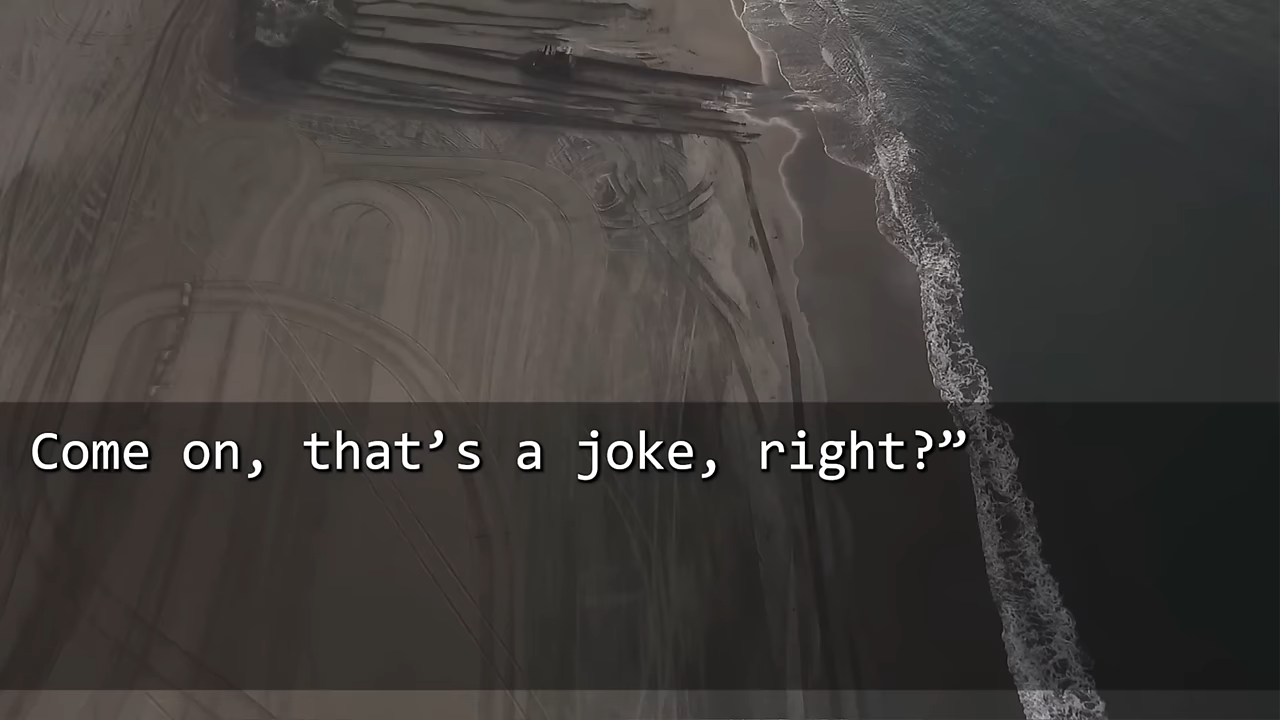 Come on, that’s a joke, right?”